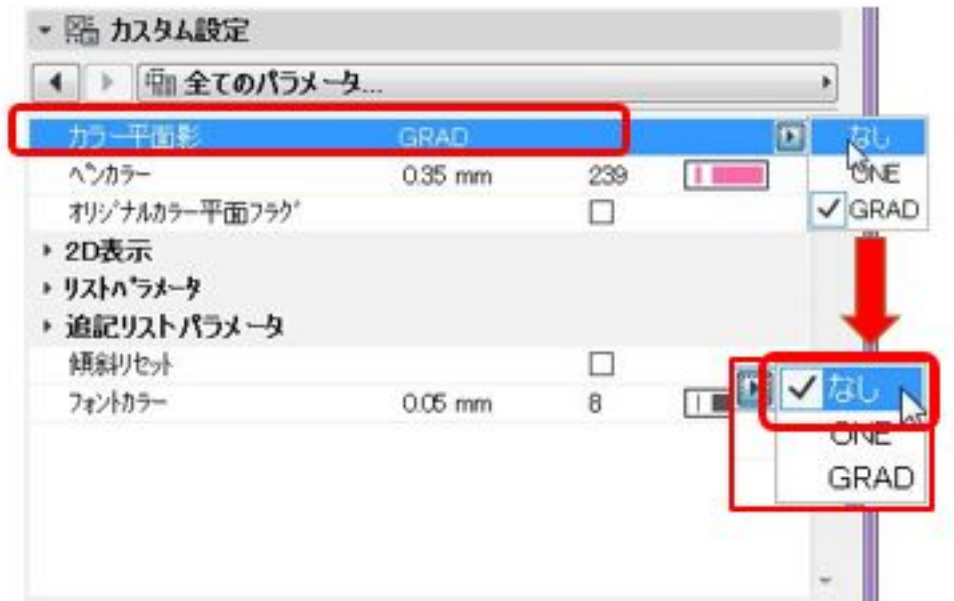 カスタム設定
全てのパラメータ...
カラー平面影 GRAD なし
ペンカラー 0.35 mm 239 ONE
オリジナルカラー平面フラグ GRAD
2D表示
リストパラメータ
追記リストパラメータ
傾斜リセット
フォントカラー 0.05 mm 8 なし
ONE
GRAD